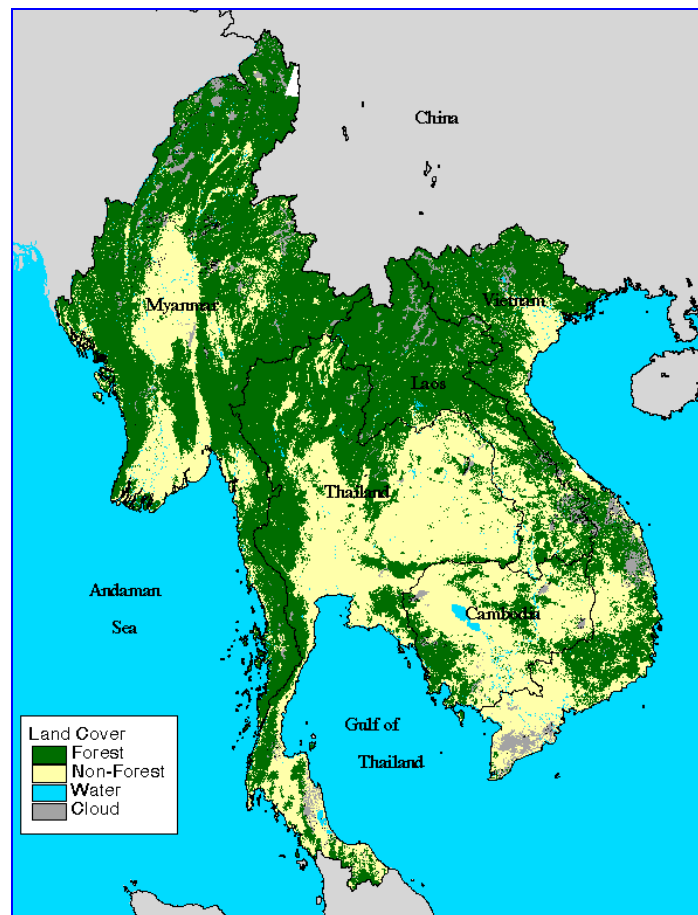 China
Myanmar
Vietnam
Laos
Thailand
Andaman
Sea
Cambodia
Gulf of
Thailand
Land Cover
Forest
Non-Forest
Water
Cloud